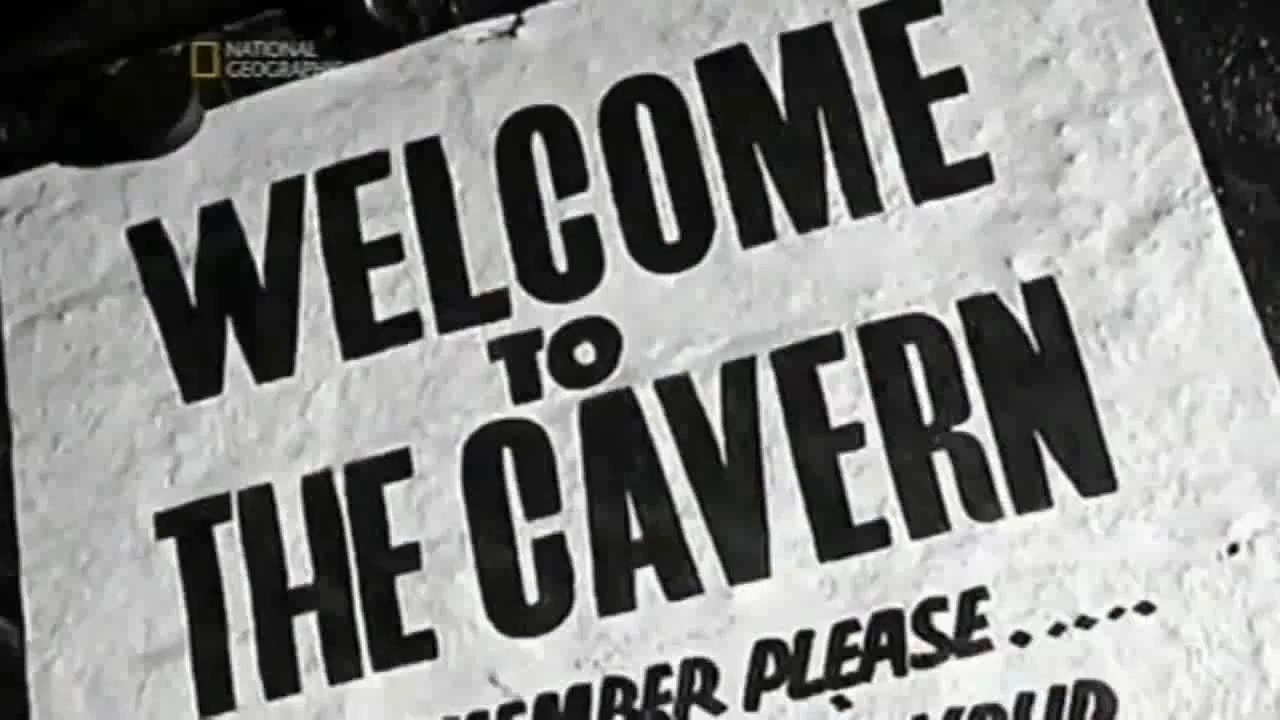 NATIONAL
GEOGRAPHIC
WELCOME
TO
THE CAVERN
PLEASE.....